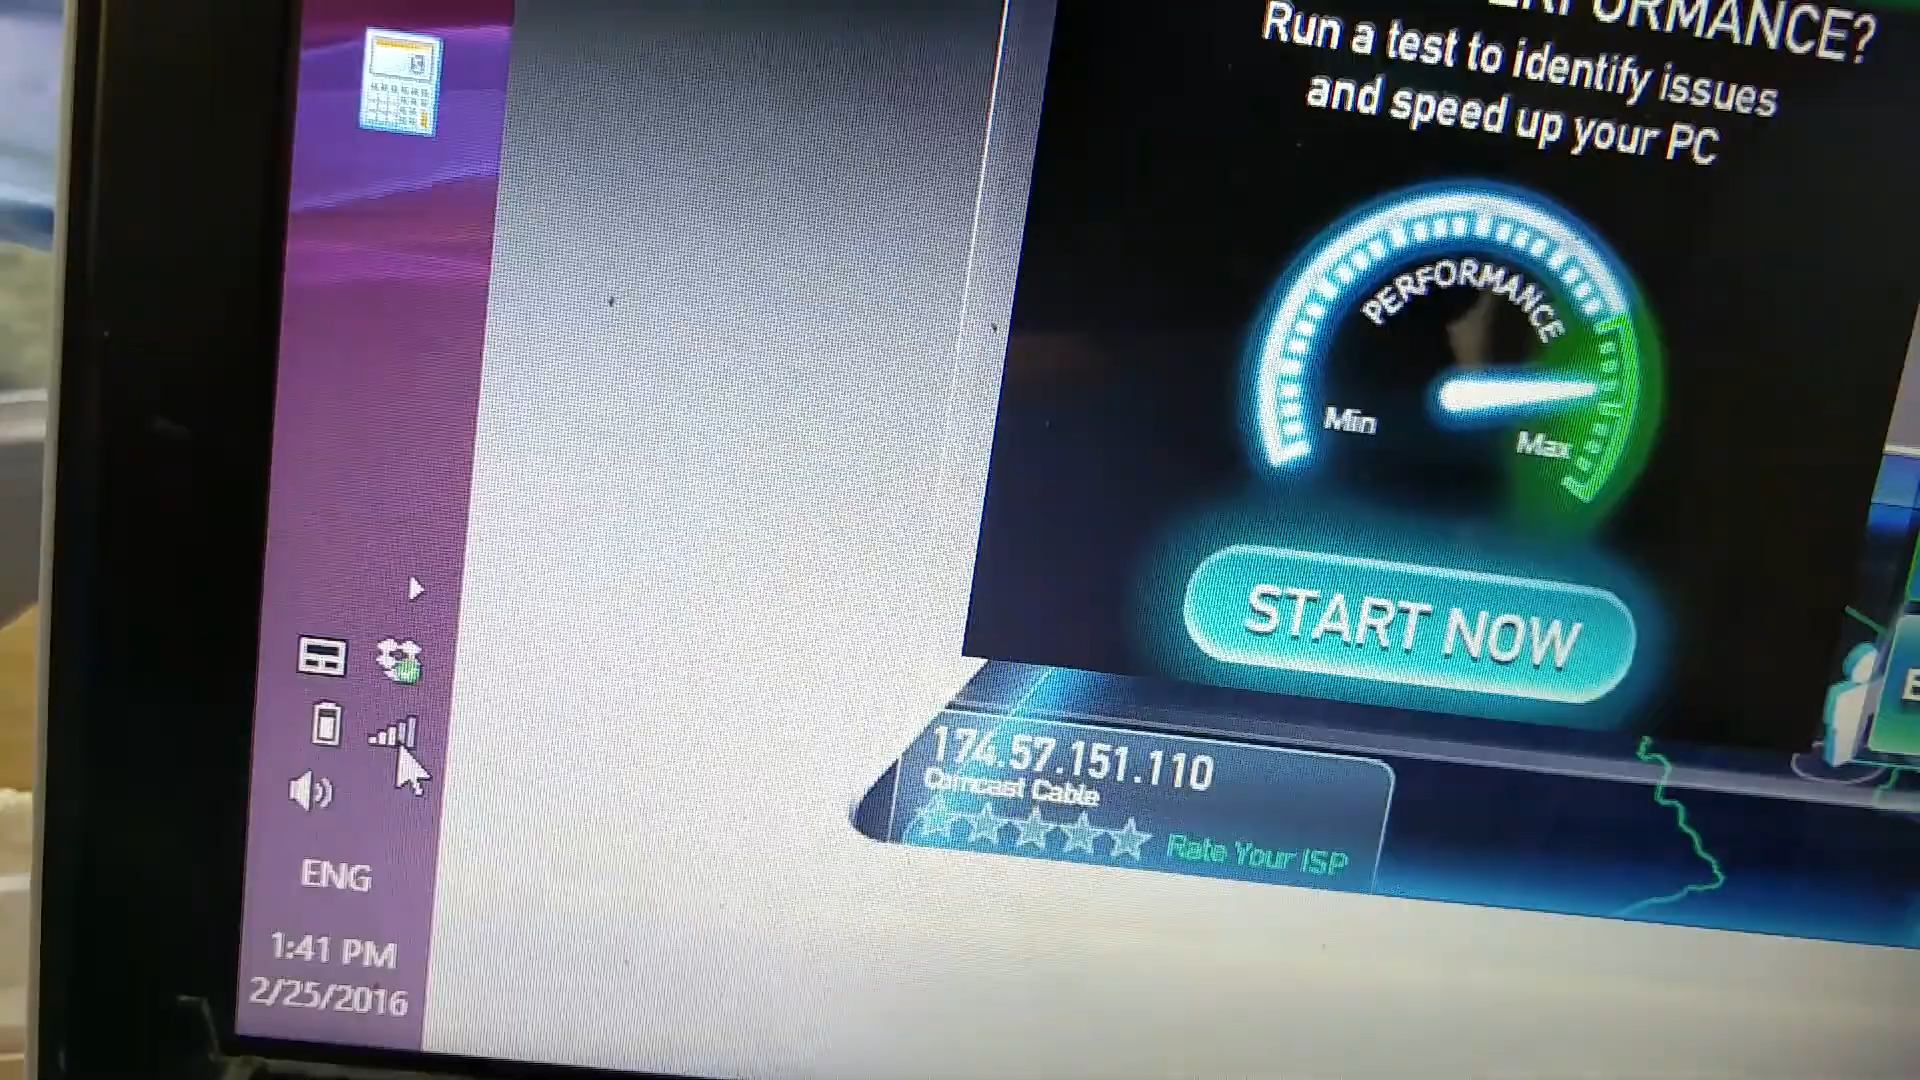 PERFORMANCE?
Run a test to identify issues
and speed up your PC
PERFORMANCE
Min
Max
START NOW
174.57.151.110
Comcast Cable
Rate Your ISP
ENG
1:41 PM
2/25/2016